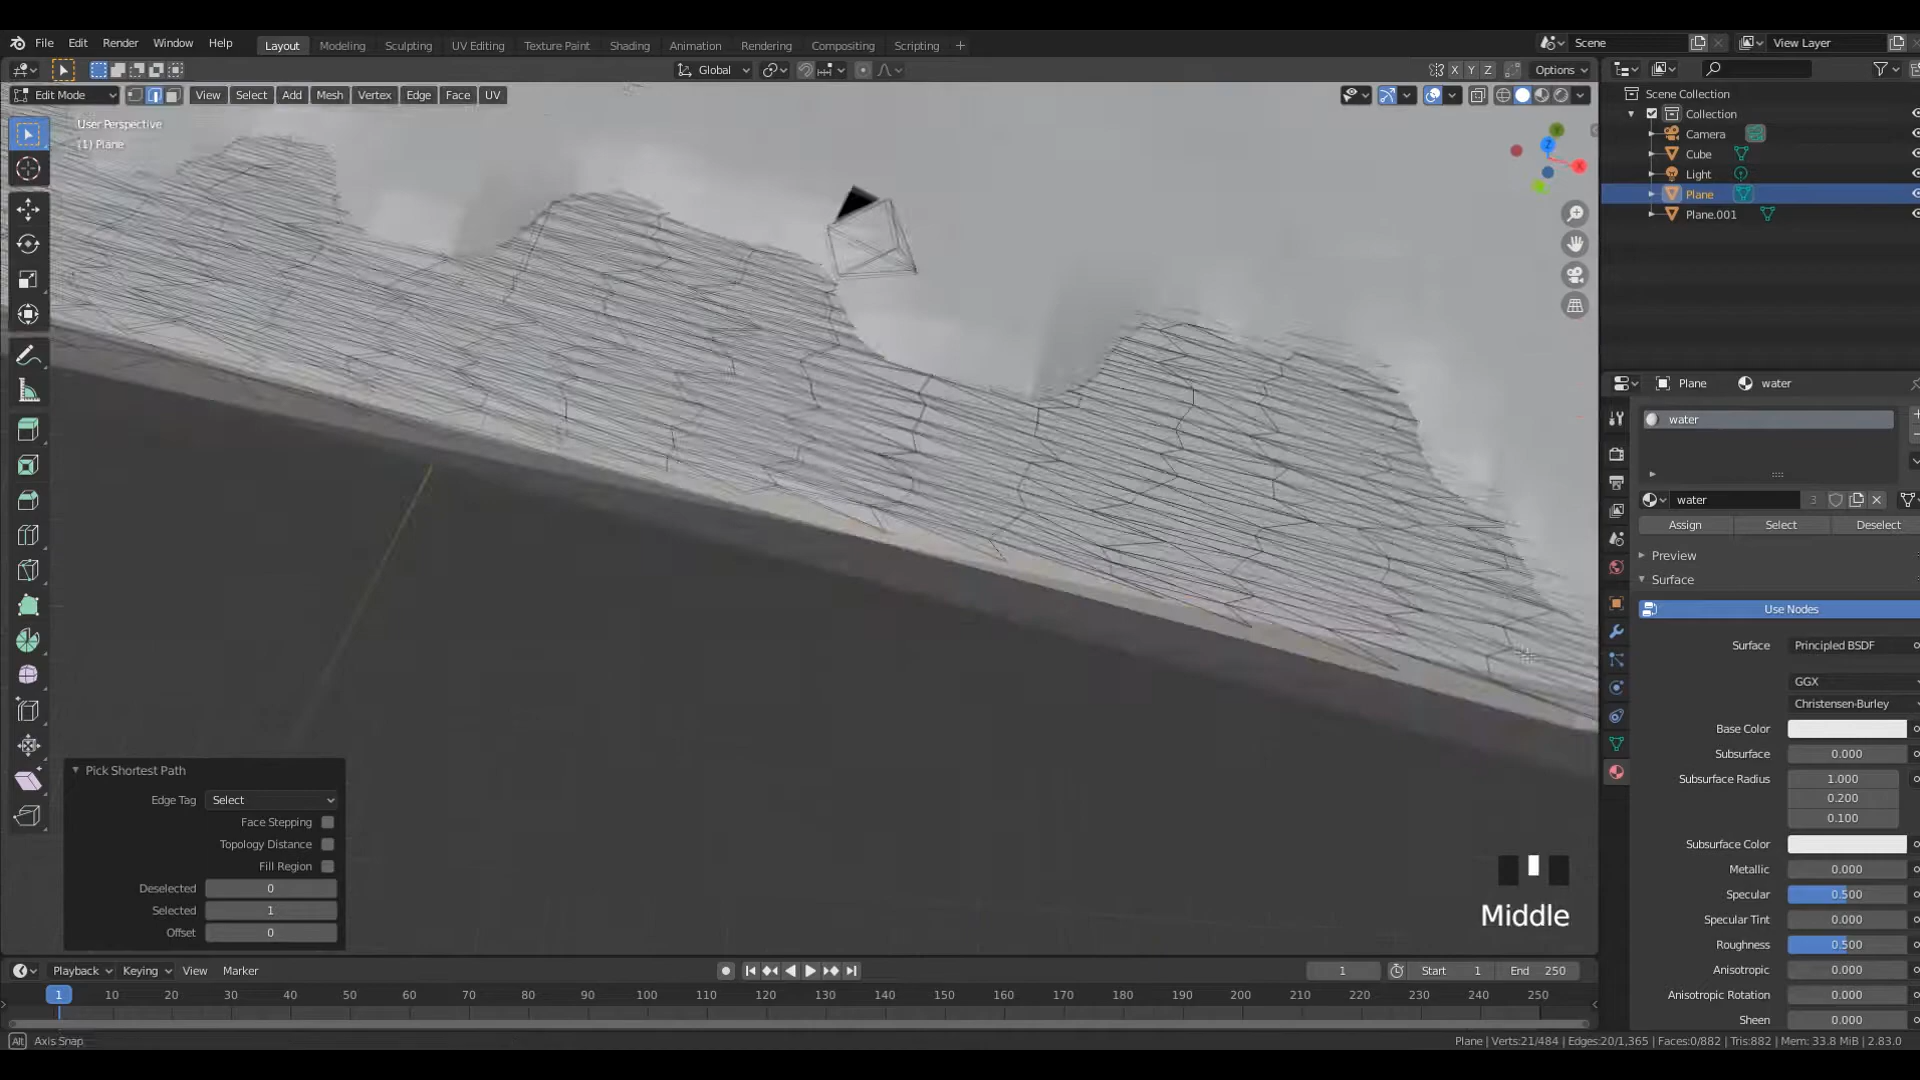 File Edit Render Window Help
Layout Modeling Sculpting UV Editing Texture Paint Shading Animation Rendering Compositing Scripting +
Scene
View Layer
Global
X Y Z Options
Edit Mode View Select Add Mesh Vertex Edge Face UV
User Perspective
(1) Plane
Z
X
Y
Scene Collection
Collection
Camera
Cube
Light
Plane
Plane.001
Plane water
water
water 3
Assign Select Deselect
Preview
Surface
Use Nodes
Surface Principled BSDF
GGX
Christensen-Burley
Base Color
Subsurface 0.000
Subsurface Radius 1.000
0.200
0.100
Subsurface Color
Metallic 0.000
Specular 0.500
Specular Tint 0.000
Roughness 0.500
Anisotropic 0.000
Anisotropic Rotation 0.000
Sheen 0.000
Pick Shortest Path
Edge Tag Select
Face Stepping
Topology Distance
Fill Region
Deselected 0
Selected 1
Offset 0
Middle
Playback Keying View Marker
1 Start 1 End 250
1 10 20 30 40 50 60 70 80 90 100 110 120 130 140 150 160 170 180 190 200 210 220 230 240 250
Alt Axis Snap
Plane | Verts:21/484 | Edges:20/1,365 | Faces:0/882 | Tris:882 | Mem: 33.8 MiB | 2.83.0